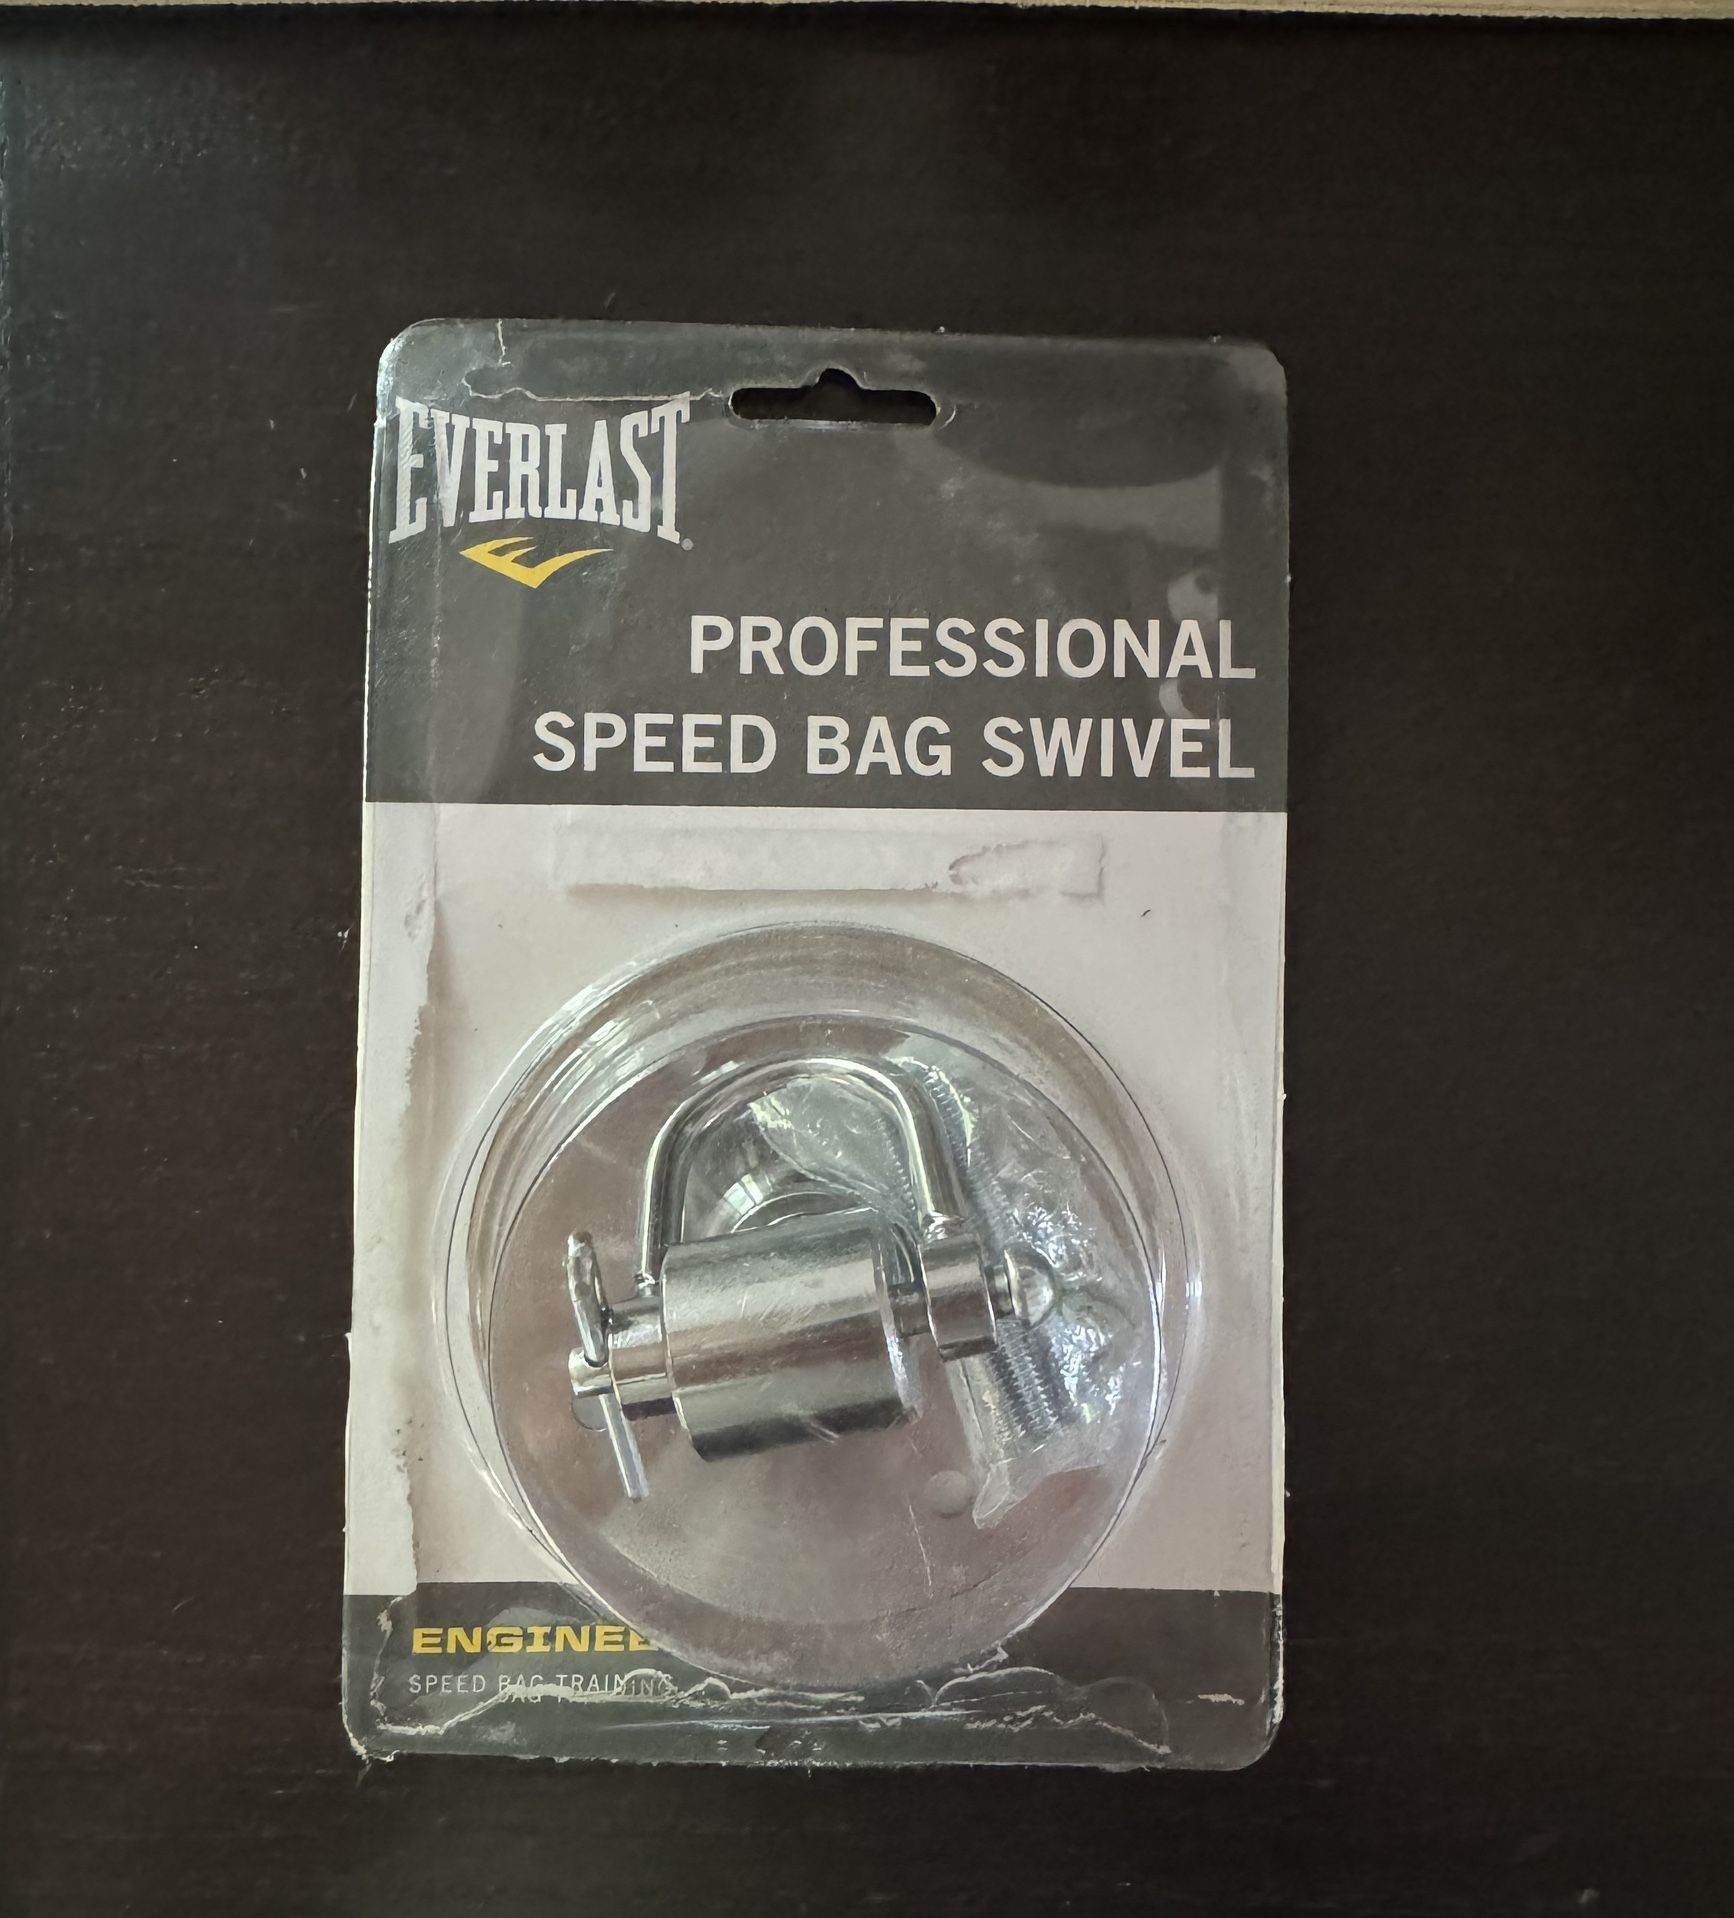 EVERLAST
PROFESSIONAL
SPEED BAG SWIVEL
SPEED BAG TRAINING